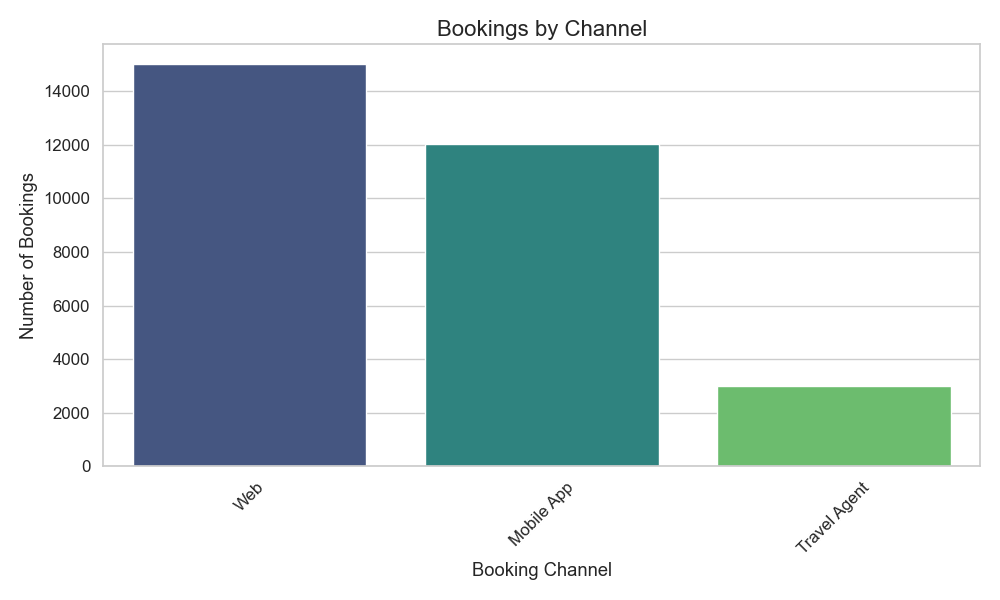 Bookings by Channel
Number of Bookings
14000
12000
10000
8000
6000
4000
2000
0
Web
Mobile App
Travel Agent
Booking Channel